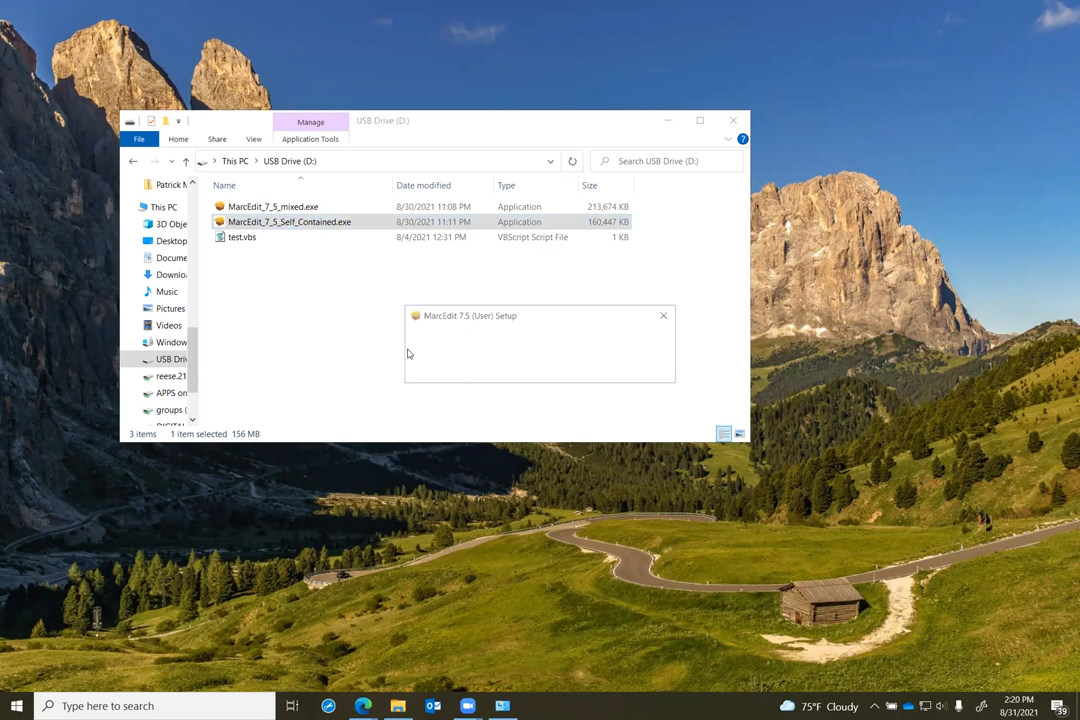 Manage
USB Drive (D:)
File
Home
Share
View
Application Tools
This PC
USB Drive (D:)
Search USB Drive (D:)
Name
Date modified
Type
Size
MarcEdit_7_5_mixed.exe
8/30/2021 11:08 PM
Application
213,674 KB
MarcEdit_7_5_Self_Contained.exe
8/30/2021 11:11 PM
Application
160,447 KB
test.vbs
8/4/2021 12:31 PM
VBScript Script File
1 KB
Patrick M
This PC
3D Obje
Desktop
Docume
Downloa
Music
Pictures
Videos
Window
USB Driv
reese.21
APPS on
groups (
MarcEdit 7.5 (User) Setup
3 items
1 item selected 156 MB
Type here to search
75°F Cloudy
2:20 PM
8/31/2021
39